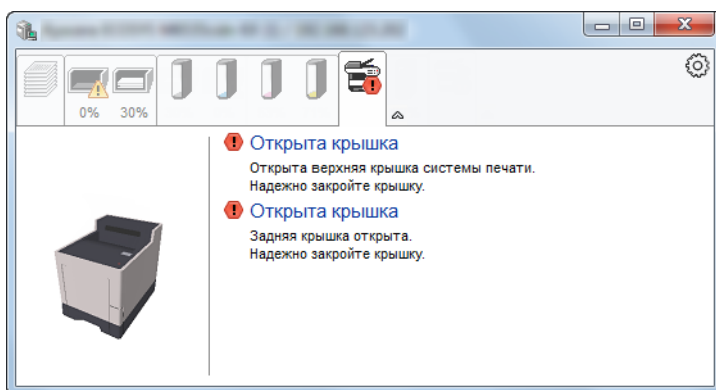 0% 30%
Открыта крышка
Открыта верхняя крышка системы печати.
Надежно закройте крышку.
Открыта крышка
Задняя крышка открыта.
Надежно закройте крышку.